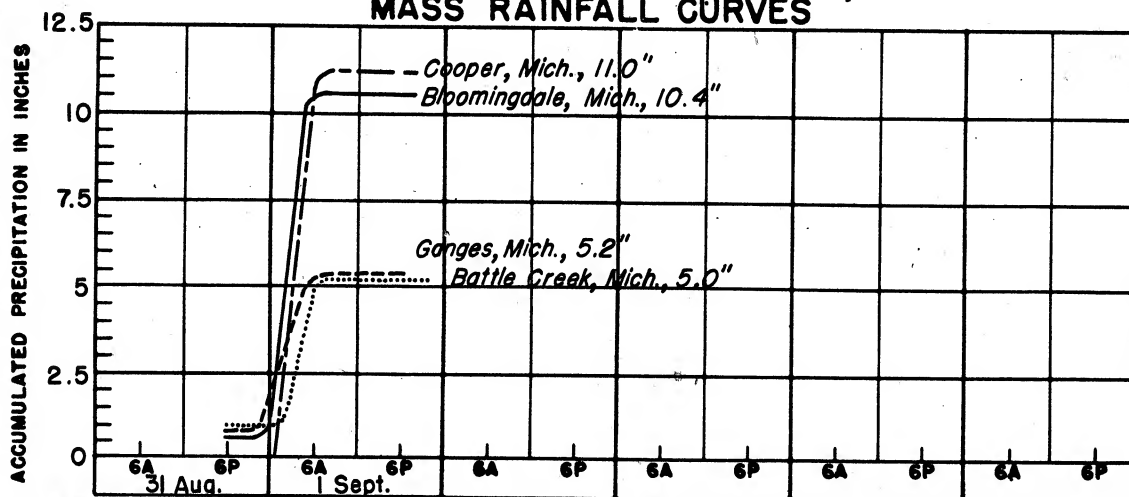 MASS RAINFALL CURVES
ACCUMULATED PRECIPITATION IN INCHES
12.5
10
7.5
5
2.5
0
Cooper, Mich., 11.0"
Bloomingdale, Mich., 10.4"
Ganges, Mich., 5.2"
Battle Creek, Mich., 5.0"
6A 6P 6A 6P 6A 6P 6A 6P 6A 6P 6A 6P
31 Aug. 1 Sept.